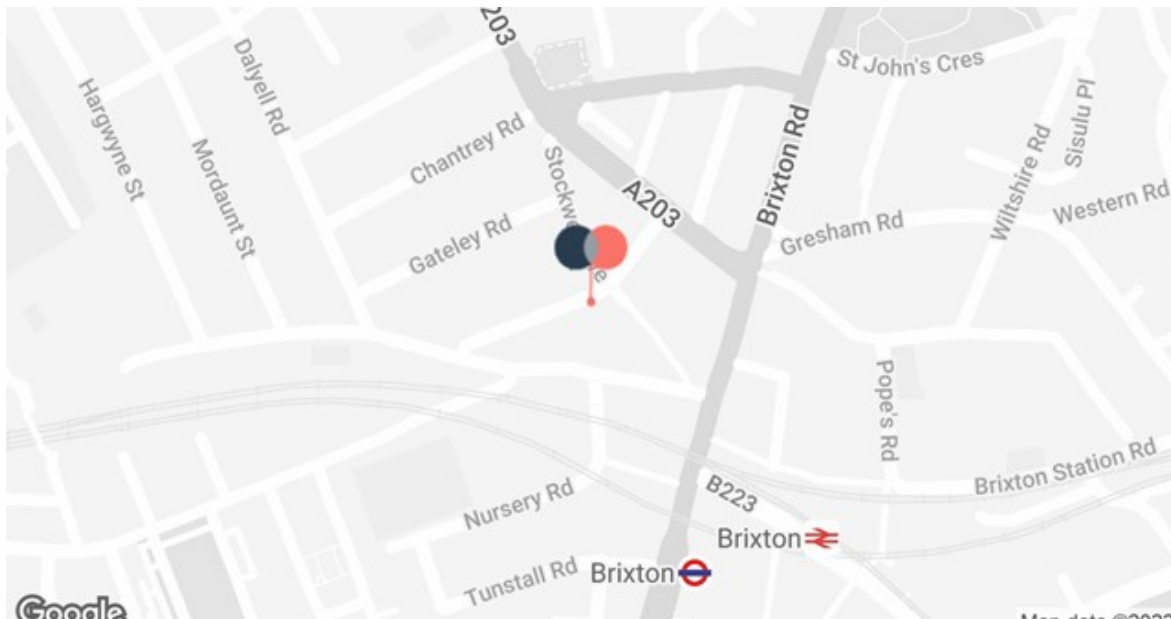 203
St John's Cres
Dalyell Rd
Hargwyne St
Sisulu Pl
Chantrey Rd
Mordaunt St
Brixton Rd
Wiltshire Rd
A203
Western Rd
Gresham Rd
Gateley Rd
Pope's Rd
Brixton Station Rd
B223
Nursery Rd
Brixton
Brixton
Tunstall Rd
Google